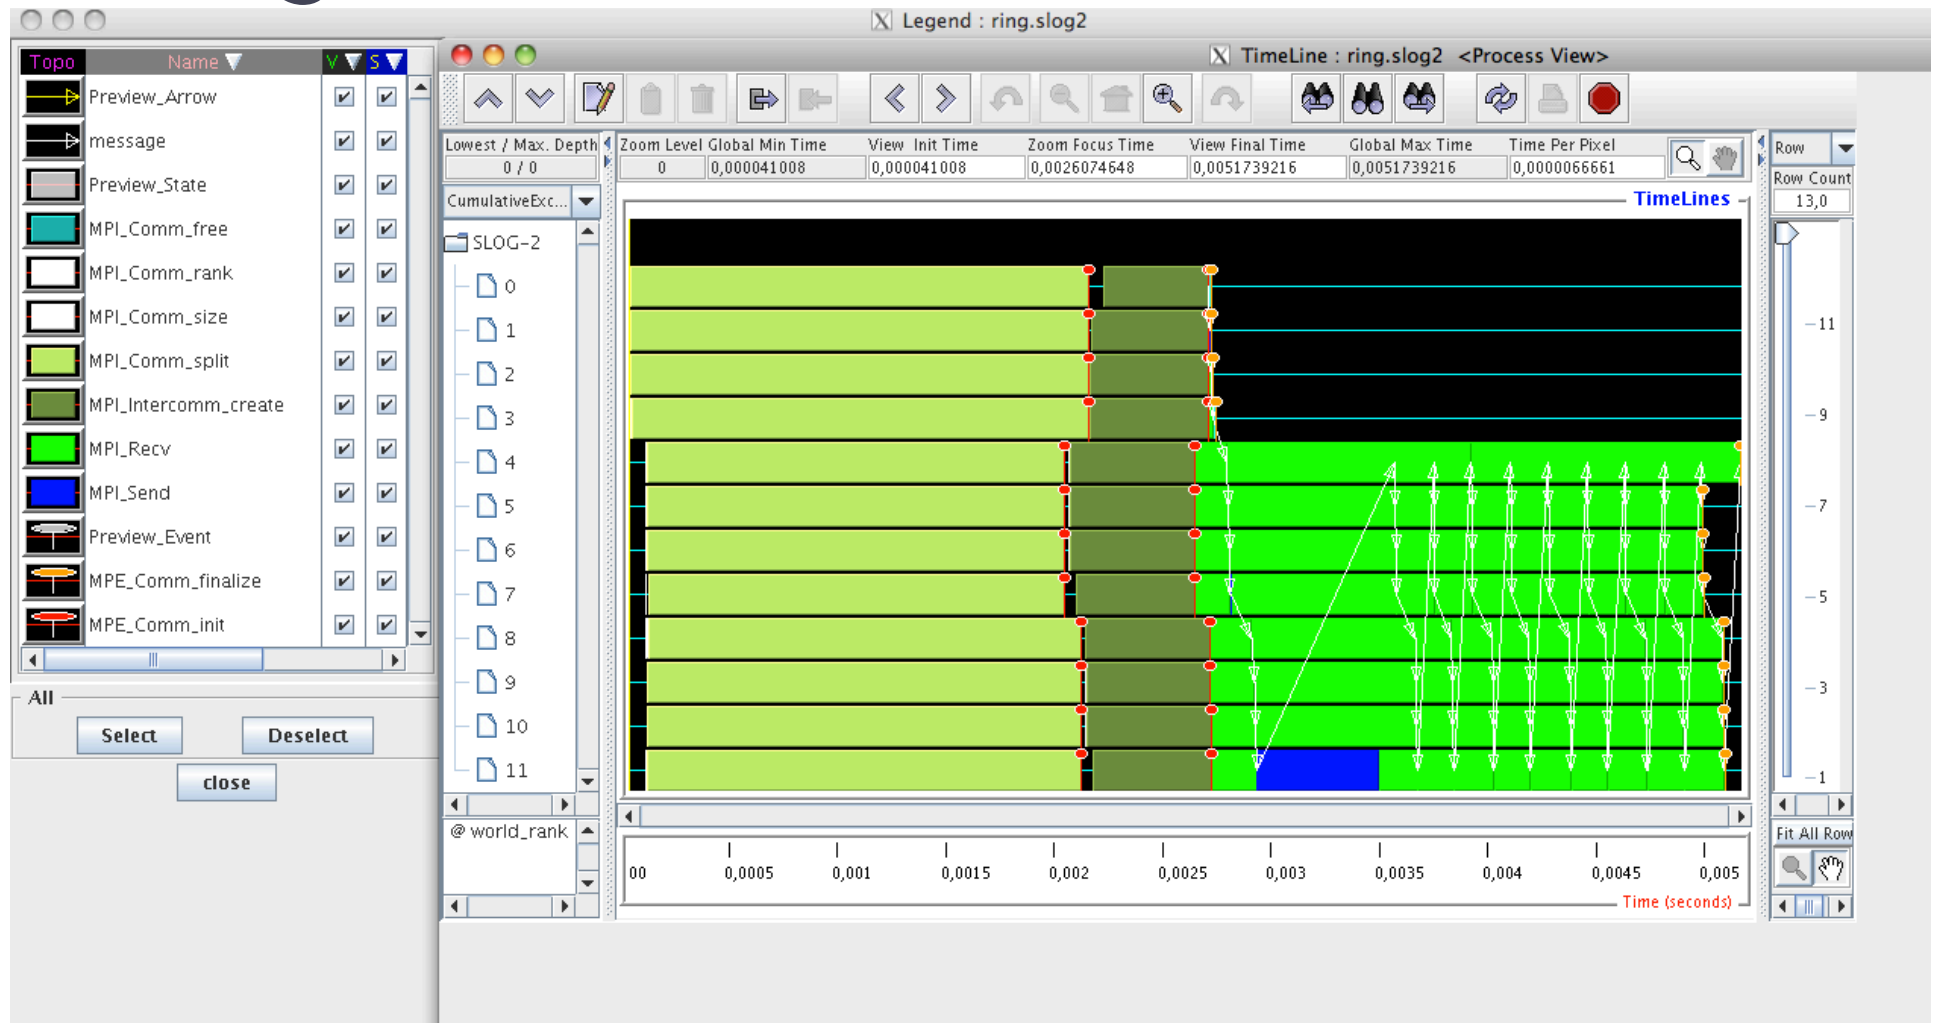 Legend : ring.slog2
Topo Name V S
Preview_Arrow
message
Preview_State
MPI_Comm_free
MPI_Comm_rank
MPI_Comm_size
MPI_Comm_split
MPI_Intercomm_create
MPI_Recv
MPI_Send
Preview_Event
MPE_Comm_finalize
MPE_Comm_init
All
Select Deselect
close
TimeLine : ring.slog2 <Process View>
Lowest / Max. Depth Zoom Level Global Min Time View Init Time Zoom Focus Time View Final Time Global Max Time Time Per Pixel
0 / 0 0 0,000041008 0,000041008 0,0026074648 0,0051739216 0,0051739216 0,0000066661
Row
Row Count
13,0
CumulativeExc...
TimeLines
SLOG-2
0
1
2
3
4
5
6
7
8
9
10
11
11
9
7
5
3
1
@ world_rank
00 0,0005 0,001 0,0015 0,002 0,0025 0,003 0,0035 0,004 0,0045 0,005
Time (seconds)
Fit All Row